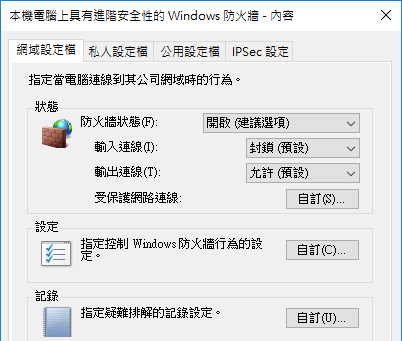 本機電腦上具有進階安全性的 Windows 防火牆 - 內容
網域設定檔 私人設定檔 公用設定檔 IPSec 設定
指定當電腦連線到其公司網域時的行為。
狀態
防火牆狀態(F): 開啟 (建議選項)
輸入連線(I): 封鎖 (預設)
輸出連線(T): 允許 (預設)
受保護網路連線: 自訂(S)...
設定
指定控制 Windows 防火牆行為的設
定。 自訂(C)...
記錄
指定疑難排解的記錄設定。 自訂(U)...